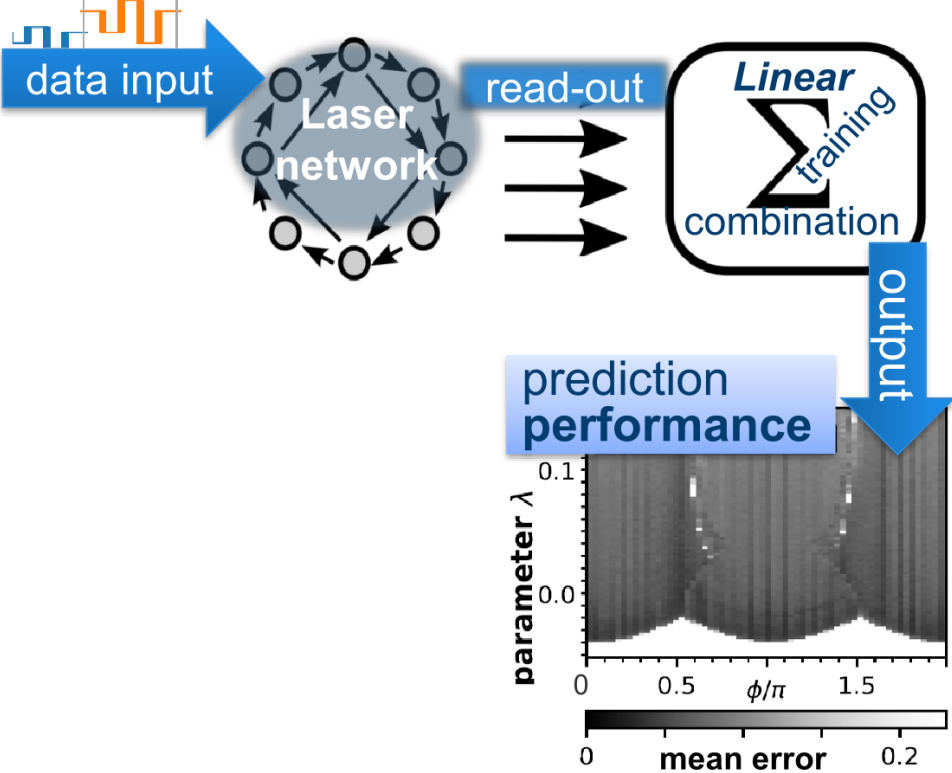 data input
Laser
network
read-out
Linear
Σ
training
combination
output
prediction
performance
0.1
parameter λ
0.0
0
0.5
ϕ/π
1.5
0
mean error
0.2